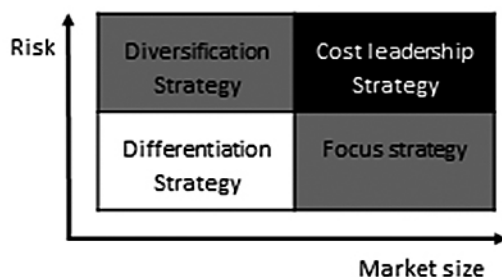 Risk
Diversification
Strategy
Cost leadership
Strategy
Differentiation
Strategy
Focus strategy
Market size